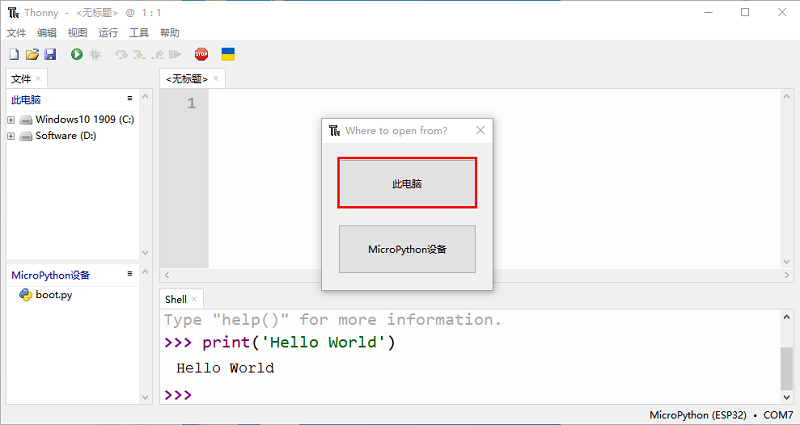 Thonny - <无标题> @ 1 : 1
文件 编辑 视图 运行 工具 帮助
STOP
文件 ×
此电脑 ≡
Windows10 1909 (C:)
Software (D:)
MicroPython设备 ≡
boot.py
<无标题> ×
1
Where to open from?
此电脑
MicroPython设备
Shell ×
Type "help()" for more information.
>>> print('Hello World')
Hello World
>>>
MicroPython (ESP32) • COM7